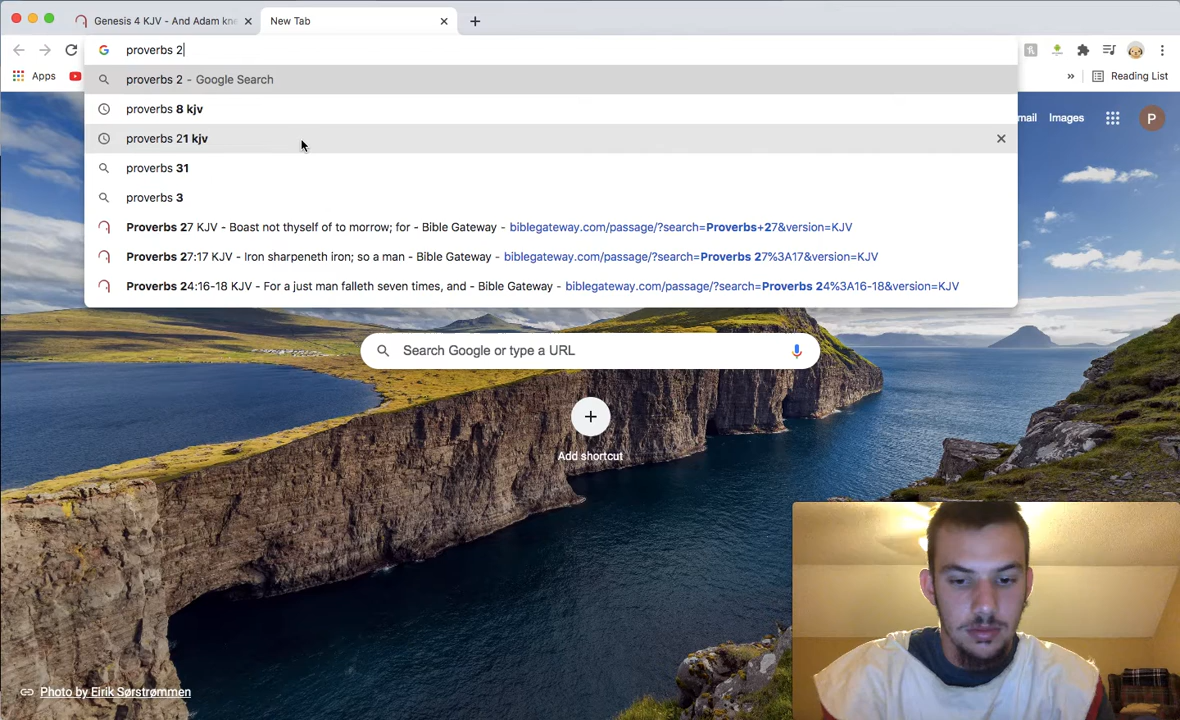 Genesis 4 KJV - And Adam kne
New Tab
proverbs 2
Apps
Reading List
proverbs 2 - Google Search
proverbs 8 kjv
proverbs 21 kjv
proverbs 31
proverbs 3
Proverbs 27 KJV - Boast not thyself of to morrow; for - Bible Gateway - biblegateway.com/passage/?search=Proverbs+27&version=KJV
Proverbs 27:17 KJV - Iron sharpeneth iron; so a man - Bible Gateway - biblegateway.com/passage/?search=Proverbs 27%3A17&version=KJV
Proverbs 24:16-18 KJV - For a just man falleth seven times, and - Bible Gateway - biblegateway.com/passage/?search=Proverbs 24%3A16-18&version=KJV
mail Images P
Search Google or type a URL
Add shortcut
Photo by Eirik Sørstrømmen